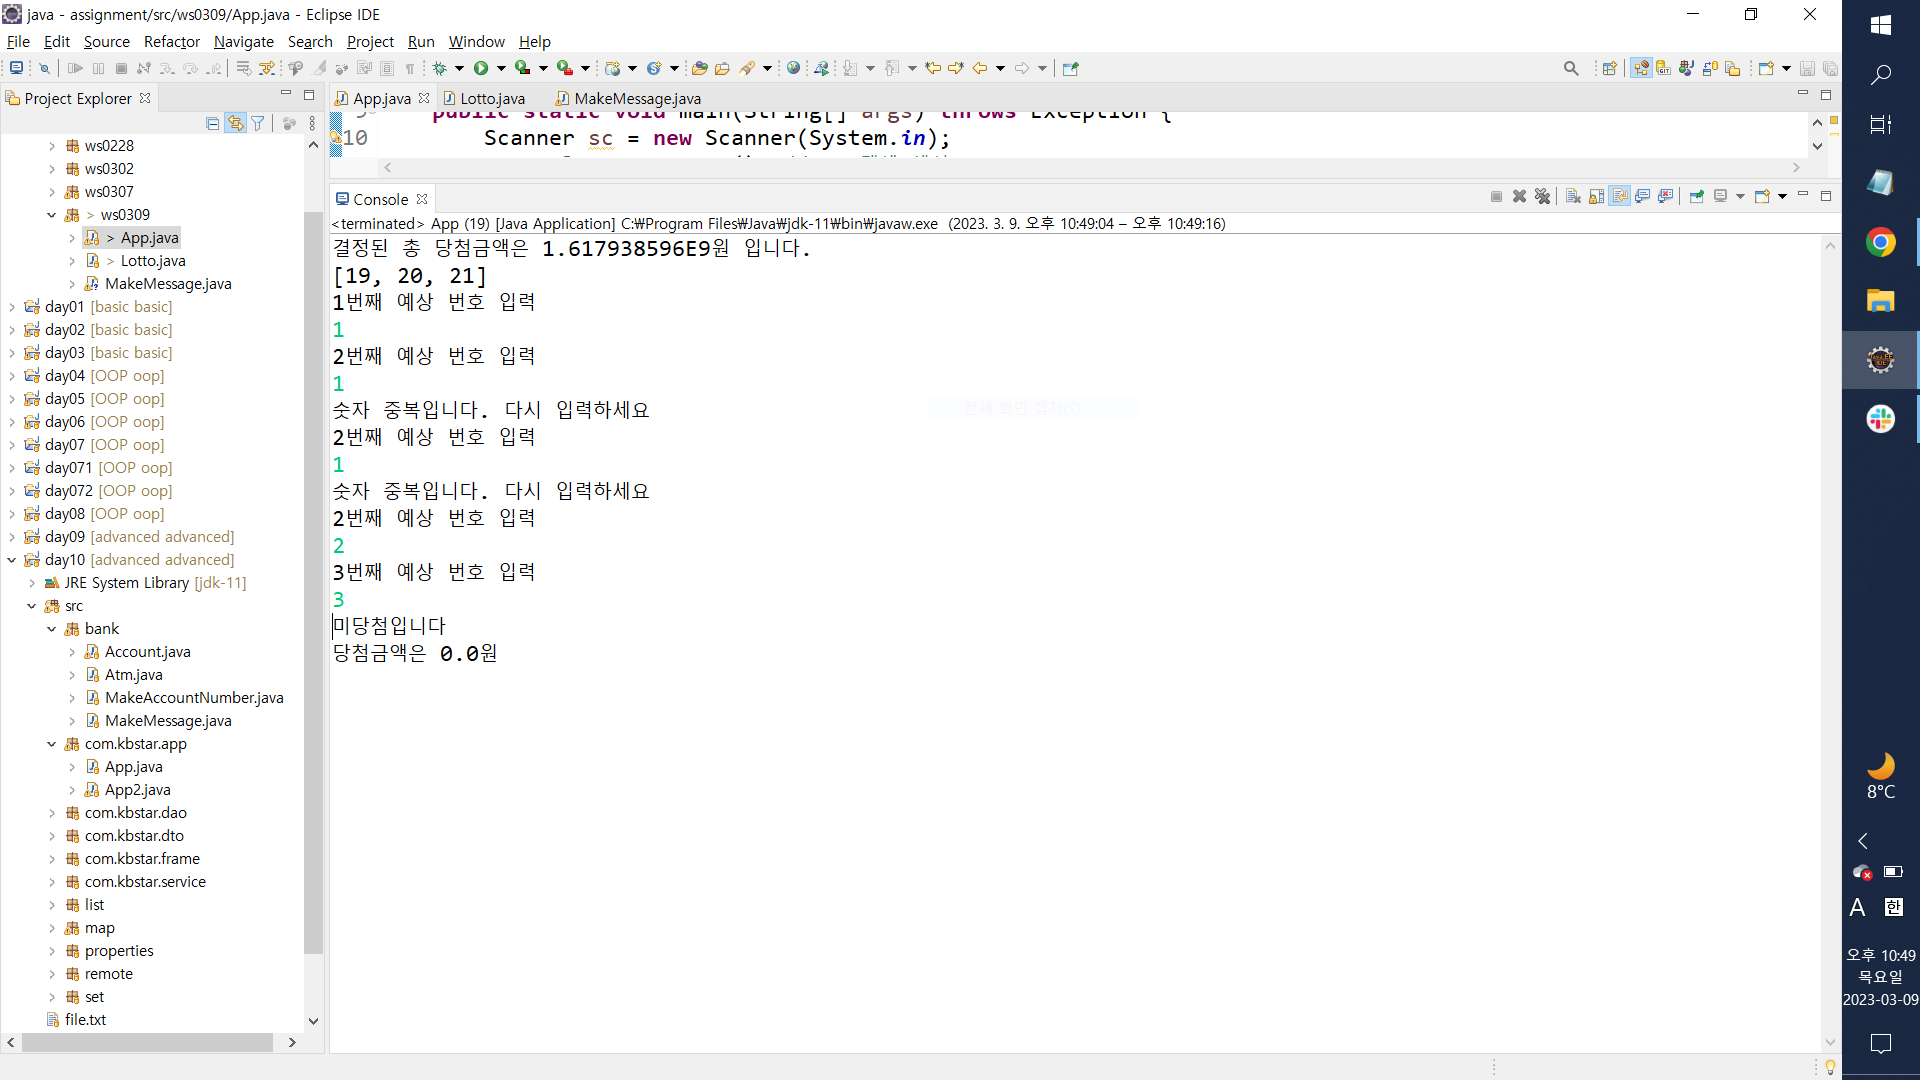 java - assignment/src/ws0309/App.java - Eclipse IDE
File Edit Source Refactor Navigate Search Project Run Window Help
Project Explorer
ws0228
ws0302
ws0307
> ws0309
> App.java
> Lotto.java
MakeMessage.java
day01 [basic basic]
day02 [basic basic]
day03 [basic basic]
day04 [OOP oop]
day05 [OOP oop]
day06 [OOP oop]
day07 [OOP oop]
day071 [OOP oop]
day072 [OOP oop]
day08 [OOP oop]
day09 [advanced advanced]
day10 [advanced advanced]
JRE System Library [jdk-11]
src
bank
Account.java
Atm.java
MakeAccountNumber.java
MakeMessage.java
com.kbstar.app
App.java
App2.java
com.kbstar.dao
com.kbstar.dto
com.kbstar.frame
com.kbstar.service
list
map
properties
remote
set
file.txt
App.java Lotto.java MakeMessage.java
9 public static void main(String[] args) throws Exception {
10 Scanner sc = new Scanner(System.in);
Console
<terminated> App (19) [Java Application] C:₩Program Files₩Java₩jdk-11₩bin₩javaw.exe (2023. 3. 9. 오후 10:49:04 – 오후 10:49:16)
결정된 총 당첨금액은 1.617938596E9원 입니다.
[19, 20, 21]
1번째 예상 번호 입력
1
2번째 예상 번호 입력
1
숫자 중복입니다. 다시 입력하세요
2번째 예상 번호 입력
1
숫자 중복입니다. 다시 입력하세요
2번째 예상 번호 입력
2
3번째 예상 번호 입력
3
미당첨입니다
당첨금액은 0.0원
8°C
A 한
오후 10:49
목요일
2023-03-09